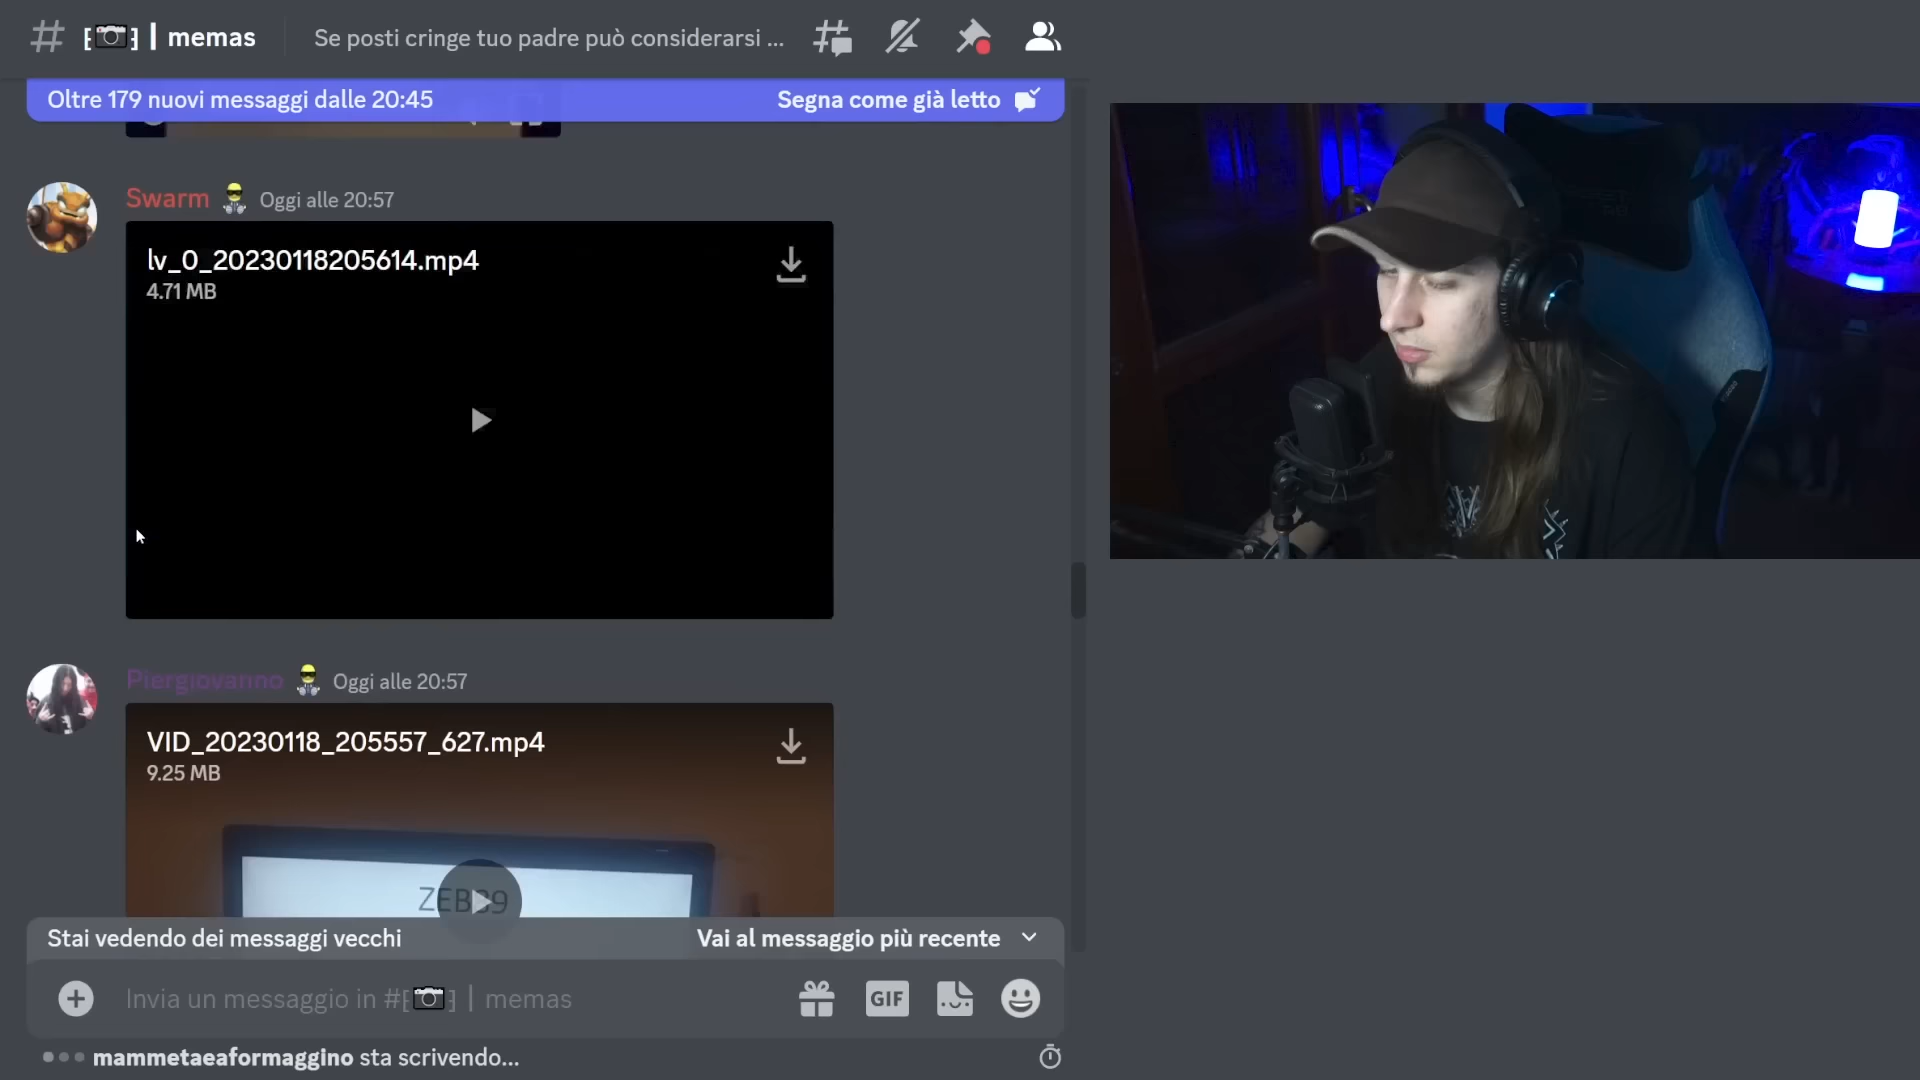 [📷] | memas
Se posti cringe tuo padre può considerarsi ...
Oltre 179 nuovi messaggi dalle 20:45
Segna come già letto
Swarm Oggi alle 20:57
lv_0_20230118205614.mp4
4.71 MB
Piergiovanno Oggi alle 20:57
VID_20230118_205557_627.mp4
9.25 MB
Stai vedendo dei messaggi vecchi
Vai al messaggio più recente
Invia un messaggio in #[📷] | memas
GIF
mammetaeaformaggino sta scrivendo...